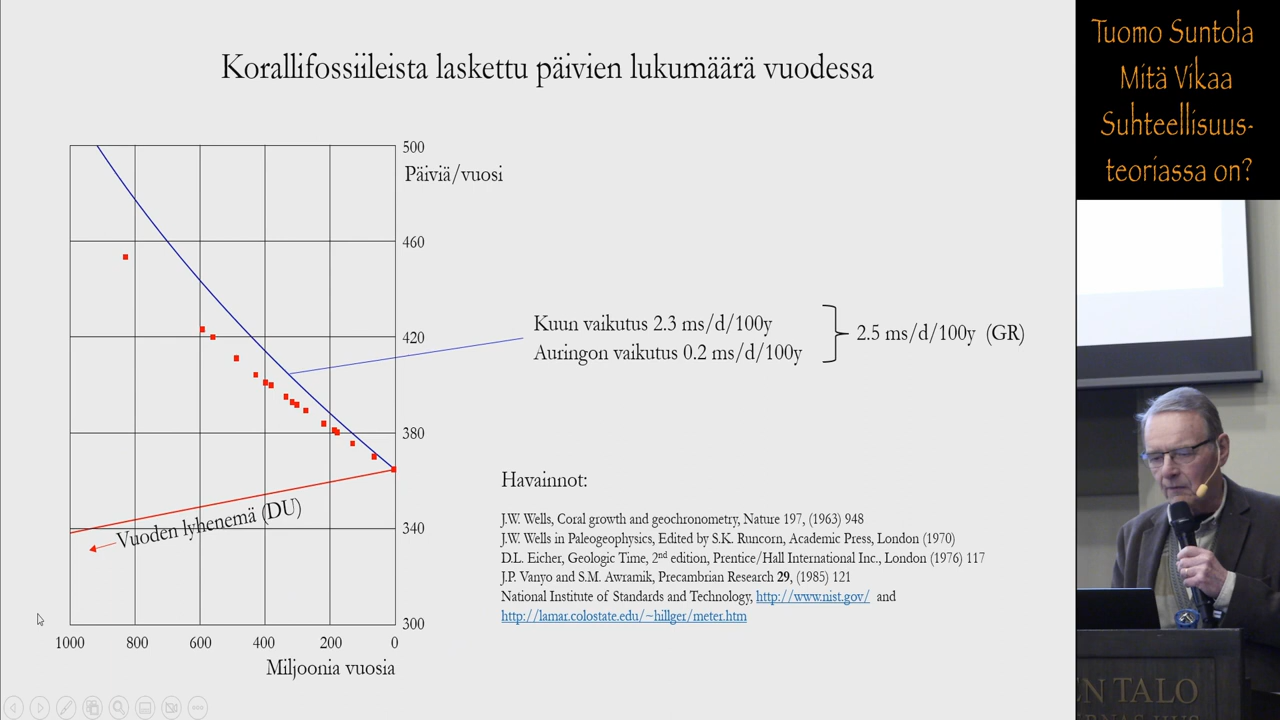 Korallifossiileista laskettu päivien lukumäärä vuodessa
500
Päiviä/vuosi
460
420
380
340
300
1000
800
600
400
200
0
Miljoonia vuosia
Vuoden lyhenemä (DU)
Kuun vaikutus 2.3 ms/d/100y
Auringon vaikutus 0.2 ms/d/100y
2.5 ms/d/100y (GR)
Havainnot:
J.W. Wells, Coral growth and geochronometry, Nature 197, (1963) 948
J.W. Wells in Paleogeophysics, Edited by S.K. Runcorn, Academic Press, London (1970)
D.L. Eicher, Geologic Time, 2nd edition, Prentice/Hall International Inc., London (1976) 117
J.P. Vanyo and S.M. Awramik, Precambrian Research 29, (1985) 121
National Institute of Standards and Technology, http://www.nist.gov/ and
http://lamar.colostate.edu/~hillger/meter.htm
Tuomo Suntola
Mitä Vikaa
Suhteellisuus-
teoriassa on?
EN TALO